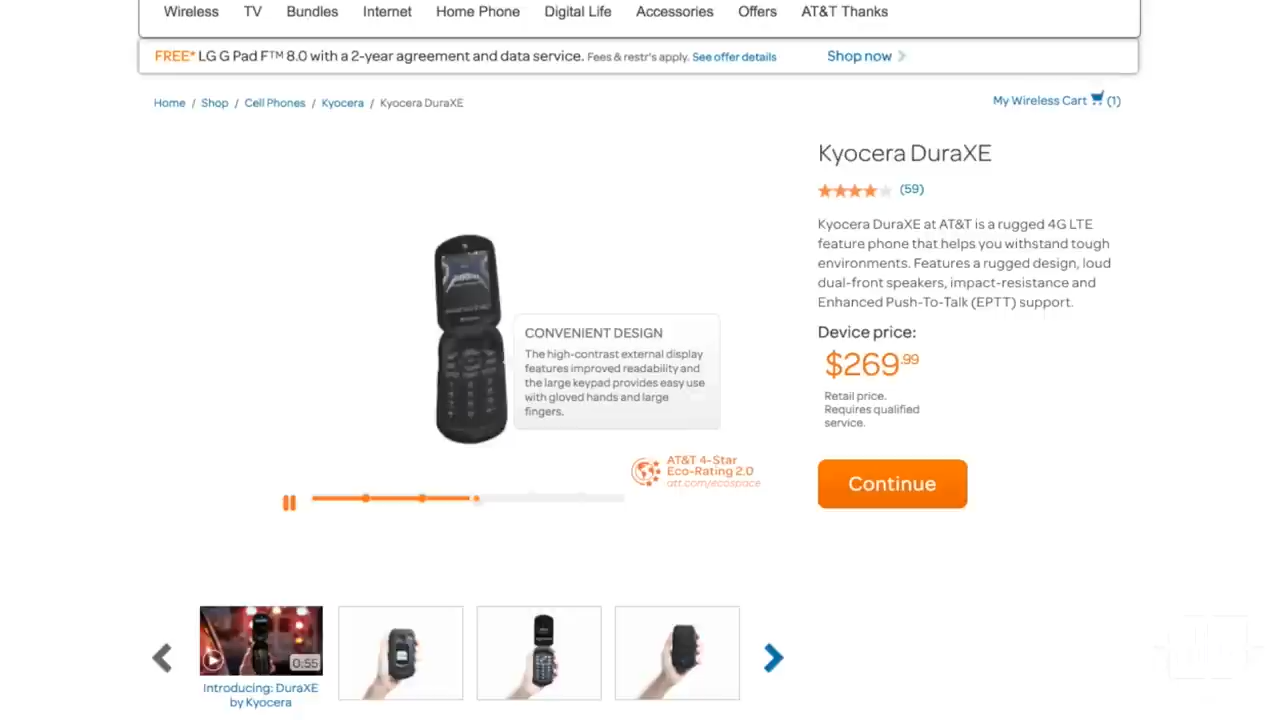 Wireless TV Bundles Internet Home Phone Digital Life Accessories Offers AT&T Thanks
FREE* LG G Pad F™ 8.0 with a 2-year agreement and data service. Fees & restr's apply. See offer details Shop now
Home / Shop / Cell Phones / Kyocera / Kyocera DuraXE
My Wireless Cart (1)
Kyocera DuraXE
(59)
Kyocera DuraXE at AT&T is a rugged 4G LTE
feature phone that helps you withstand tough
environments. Features a rugged design, loud
dual-front speakers, impact-resistance and
Enhanced Push-To-Talk (EPTT) support.
Device price:
$269.99
Retail price.
Requires qualified
service.
Continue
CONVENIENT DESIGN
The high-contrast external display
features improved readability and
the large keypad provides easy use
with gloved hands and large
fingers.
AT&T 4-Star
Eco-Rating 2.0
att.com/ecospace
0:55
Introducing: DuraXE
by Kyocera